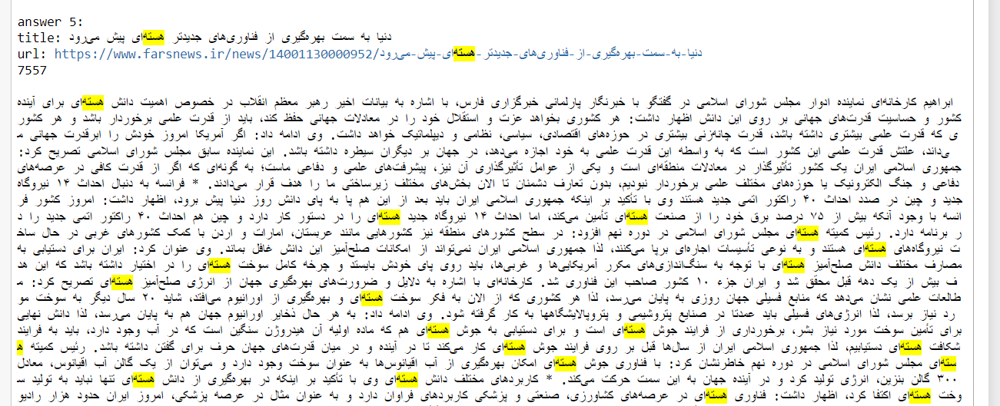 answer 5:
title: دنیا به سمت بهره‌گیری از فناوری‌های جدیدتر هسته‌ای پیش می‌رود
url: https://www.farsnews.ir/news/14001130000952/دنیا-به-سمت-بهره‌گیری-از-فناوری‌های-جدیدتر-هسته‌ای-پیش-می‌رود
7557
ابراهیم کارخانه‌ای نماینده ادوار مجلس شورای اسلامی در گفتگو با خبرنگار پارلمانی خبرگزاری فارس، با اشاره به بیانات اخیر رهبر معظم انقلاب در خصوص اهمیت دانش هسته‌ای برای آینده
کشور و حساسیت قدرت‌های جهانی بر روی این دانش اظهار داشت: هر کشوری بخواهد عزت و استقلال خود را در معادلات جهانی حفظ کند، باید از قدرت علمی برخوردار باشد و هر کشور
ی که قدرت علمی بیشتری داشته باشد، قدرت چانه‌زنی بیشتری در حوزه‌های اقتصادی، سیاسی، نظامی و دیپلماتیک خواهد داشت. وی ادامه داد: اگر آمریکا امروز خودش را ابرقدرت جهانی م
ی‌داند، علتش قدرت علمی این کشور است که به واسطه این قدرت علمی به خود اجازه می‌دهد، در جهان بر دیگران سیطره داشته باشد. این نماینده سابق مجلس شورای اسلامی تصریح کرد:
جمهوری اسلامی ایران یک کشور تأثیرگذار در معادلات منطقه‌ای است و یکی از عوامل تأثیرگذاری آن نیز، پیشرفت‌های علمی و دفاعی ماست؛ به گونه‌ای که اگر از قدرت کافی در عرصه‌های
دفاعی و جنگ الکترونیک یا حوزه‌های مختلف علمی برخوردار نبودیم، بدون تعارف دشمنان تا الان بخش‌های مختلف زیرساختی ما را هدف قرار می‌دادند. * فرانسه به دنبال احداث ۱۴ نیروگاه
جدید و چین در صدد احداث ۴۰ راکتور اتمی جدید هستند وی با تأکید بر اینکه جمهوری اسلامی ایران باید بعد از این هم پا به پای دانش روز دنیا پیش برود، اظهار داشت: امروز کشور فر
انسه با وجود آنکه بیش از ۷۵ درصد برق خود را از صنعت هسته‌ای تأمین می‌کند، اما احداث ۱۴ نیروگاه جدید هسته‌ای را در دستور کار دارد و چین هم احداث ۴۰ راکتور اتمی جدید را د
ر برنامه دارد. رئیس کمیته هسته‌ای مجلس شورای اسلامی در دوره نهم افزود: در سطح کشورهای منطقه نیز کشورهایی مانند عربستان، امارات و اردن با کمک کشورهای غربی در حال ساخ
ت نیروگاه‌های هسته‌ای هستند و به نوعی تأسیسات اجاره‌ای برپا می‌کنند، لذا جمهوری اسلامی ایران نمی‌تواند از امکانات صلح‌آمیز این دانش غافل بماند. وی عنوان کرد: ایران برای دستیابی به
مصارف مختلف دانش صلح‌آمیز هسته‌ای با توجه به سنگ‌اندازی‌های مکرر آمریکایی‌ها و غربی‌ها، باید روی پای خودش بایستد و چرخه کامل سوخت هسته‌ای را در اختیار داشته باشد که این هد
ف بیش از یک دهه قبل محقق شد و ایران جزء ۱۰ کشور صاحب این فناوری شد. کارخانه‌ای با اشاره به دلایل و ضرورت‌های بهره‌گیری جهان از انرژی صلح‌آمیز هسته‌ای تصریح کرد: م
طالعات علمی نشان می‌دهد که منابع فسیلی جهان روزی به پایان می‌رسد، لذا هر کشوری که از الان به فکر سوخت هسته‌ای و بهره‌گیری از اورانیوم می‌افتد، شاید ۲۰ سال دیگر به سوخت مو
رد نیاز برسد، لذا انرژی‌های فسیلی باید عمدتا در صنایع پتروشیمی و پتروپالایشگاهها به کار گرفته شود. وی ادامه داد: به هر حال ذخایر اورانیوم جهان هم به پایان می‌رسد، لذا دانش نهایی
برای تأمین سوخت مورد نیاز بشر، برخورداری از فرایند جوش هسته‌ای است و برای دستیابی به جوش هسته‌ای هم که ماده اولیه آن هیدروژن سنگین است که در آب وجود دارد، باید به فرایند
شکافت هسته‌ای دستیابیم، لذا جمهوری اسلامی ایران از سال‌ها قبل بر روی فرایند جوش هسته‌ای کار می‌کند تا در آینده و در میان قدرت‌های جهان حرف برای گفتن داشته باشد. رئیس کمیته ه
سته‌ای مجلس شورای اسلامی در دوره نهم خاطرنشان کرد: با فناوری جوش هسته‌ای امکان بهره‌گیری از آب اقیانوس‌ها به عنوان سوخت وجود دارد و می‌توان از یک گالن آب اقیانوس، معادل
۳۰۰ گالن بنزین، انرژی تولید کرد و در آینده جهان به این سمت حرکت می‌کند. * کاربردهای مختلف دانش هسته‌ای وی با تأکید بر اینکه در بهره‌گیری از دانش هسته‌ای تنها نباید به تولید س
وخت هسته‌ای اکتفا کرد، اظهار داشت: فناوری هسته‌ای در عرصه‌های کشاورزی، صنعتی و پزشکی کاربردهای فراوان دارد و به عنوان مثال در عرصه پزشکی، امروز ایران حدود هزار رادیو